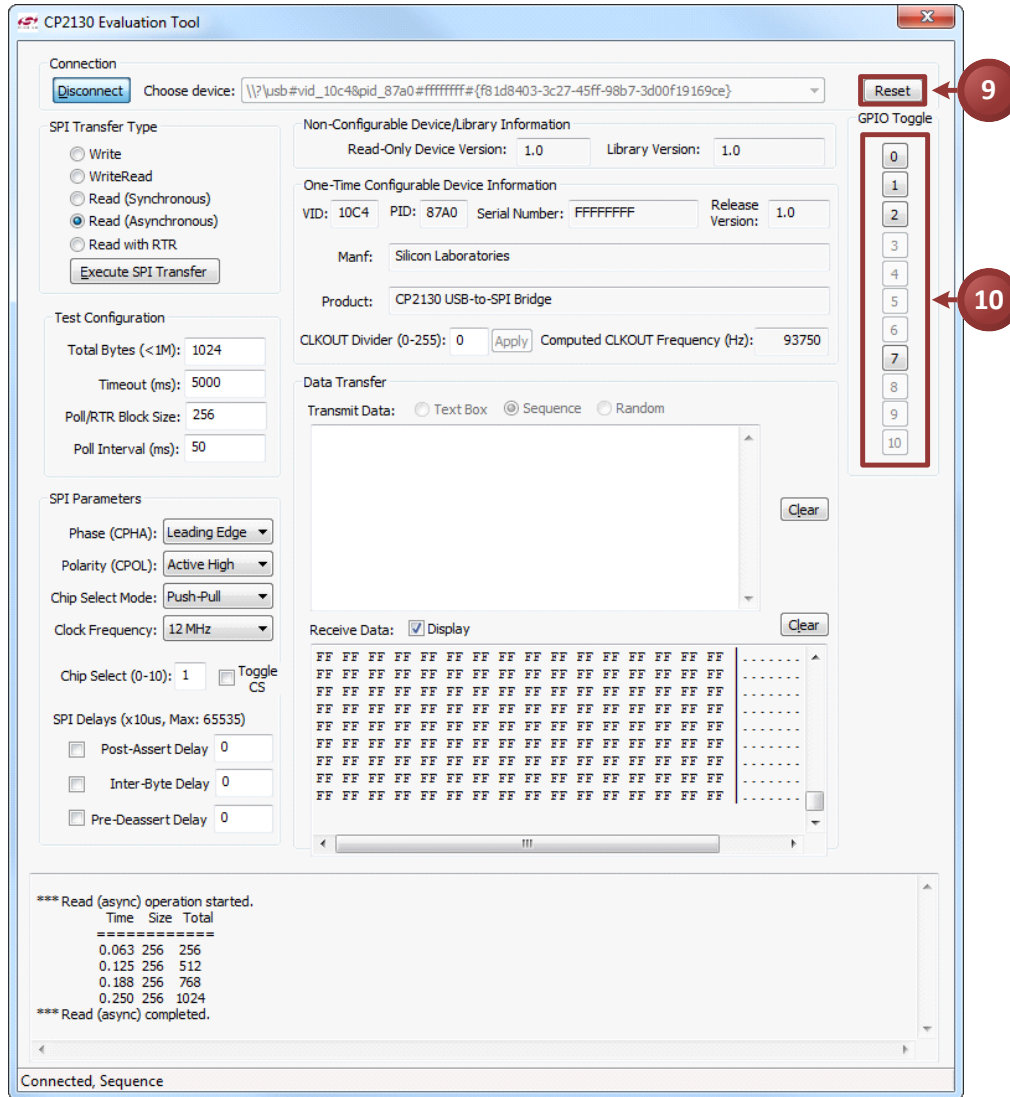 CP2130 Evaluation Tool
Connection
Disconnect Choose device: \\?\usb#vid_10c4&pid_87a0#ffffffff#{f81d8403-3c27-45ff-98b7-3d00f19169ce} Reset 9
SPI Transfer Type
Write
WriteRead
Read (Synchronous)
Read (Asynchronous)
Read with RTR
Execute SPI Transfer
Test Configuration
Total Bytes (<1M): 1024
Timeout (ms): 5000
Poll/RTR Block Size: 256
Poll Interval (ms): 50
SPI Parameters
Phase (CPHA): Leading Edge
Polarity (CPOL): Active High
Chip Select Mode: Push-Pull
Clock Frequency: 12 MHz
Chip Select (0-10): 1 Toggle
CS
SPI Delays (x10us, Max: 65535)
Post-Assert Delay 0
Inter-Byte Delay 0
Pre-Deassert Delay 0
Non-Configurable Device/Library Information
Read-Only Device Version: 1.0 Library Version: 1.0
One-Time Configurable Device Information
VID: 10C4 PID: 87A0 Serial Number: FFFFFFFF Release
Version: 1.0
Manf: Silicon Laboratories
Product: CP2130 USB-to-SPI Bridge
CLKOUT Divider (0-255): 0 Apply Computed CLKOUT Frequency (Hz): 93750
Data Transfer
Transmit Data: Text Box Sequence Random
Clear
Receive Data: Display Clear
FF FF FF FF FF FF FF FF FF FF FF FF FF FF FF FF .......
FF FF FF FF FF FF FF FF FF FF FF FF FF FF FF FF .......
FF FF FF FF FF FF FF FF FF FF FF FF FF FF FF FF .......
FF FF FF FF FF FF FF FF FF FF FF FF FF FF FF FF .......
FF FF FF FF FF FF FF FF FF FF FF FF FF FF FF FF .......
FF FF FF FF FF FF FF FF FF FF FF FF FF FF FF FF .......
FF FF FF FF FF FF FF FF FF FF FF FF FF FF FF FF .......
FF FF FF FF FF FF FF FF FF FF FF FF FF FF FF FF .......
FF FF FF FF FF FF FF FF FF FF FF FF FF FF FF FF .......
GPIO Toggle
0
1
2
3
4
5
6
7
8
9
10
10
*** Read (async) operation started.
Time Size Total
============
0.063 256 256
0.125 256 512
0.188 256 768
0.250 256 1024
*** Read (async) completed.
Connected, Sequence